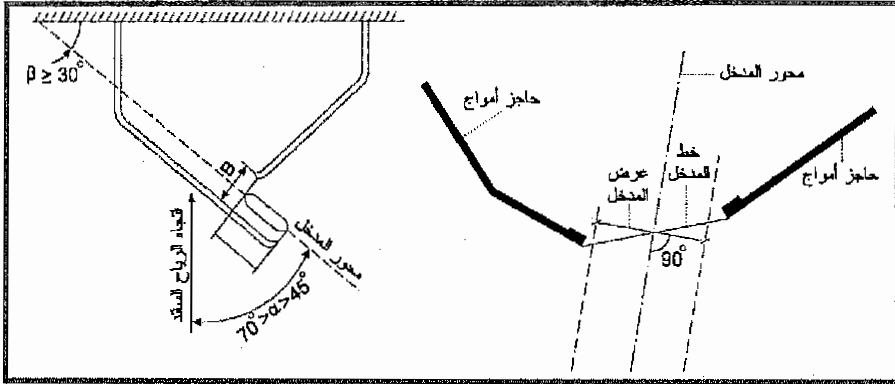 β ≥ 30°
B
اتجاه الرياح السائد
محور المدخل
70°>α>45°
محور المدخل
حاجز أمواج
خط المدخل
عرض المدخل
حاجز أمواج
90°